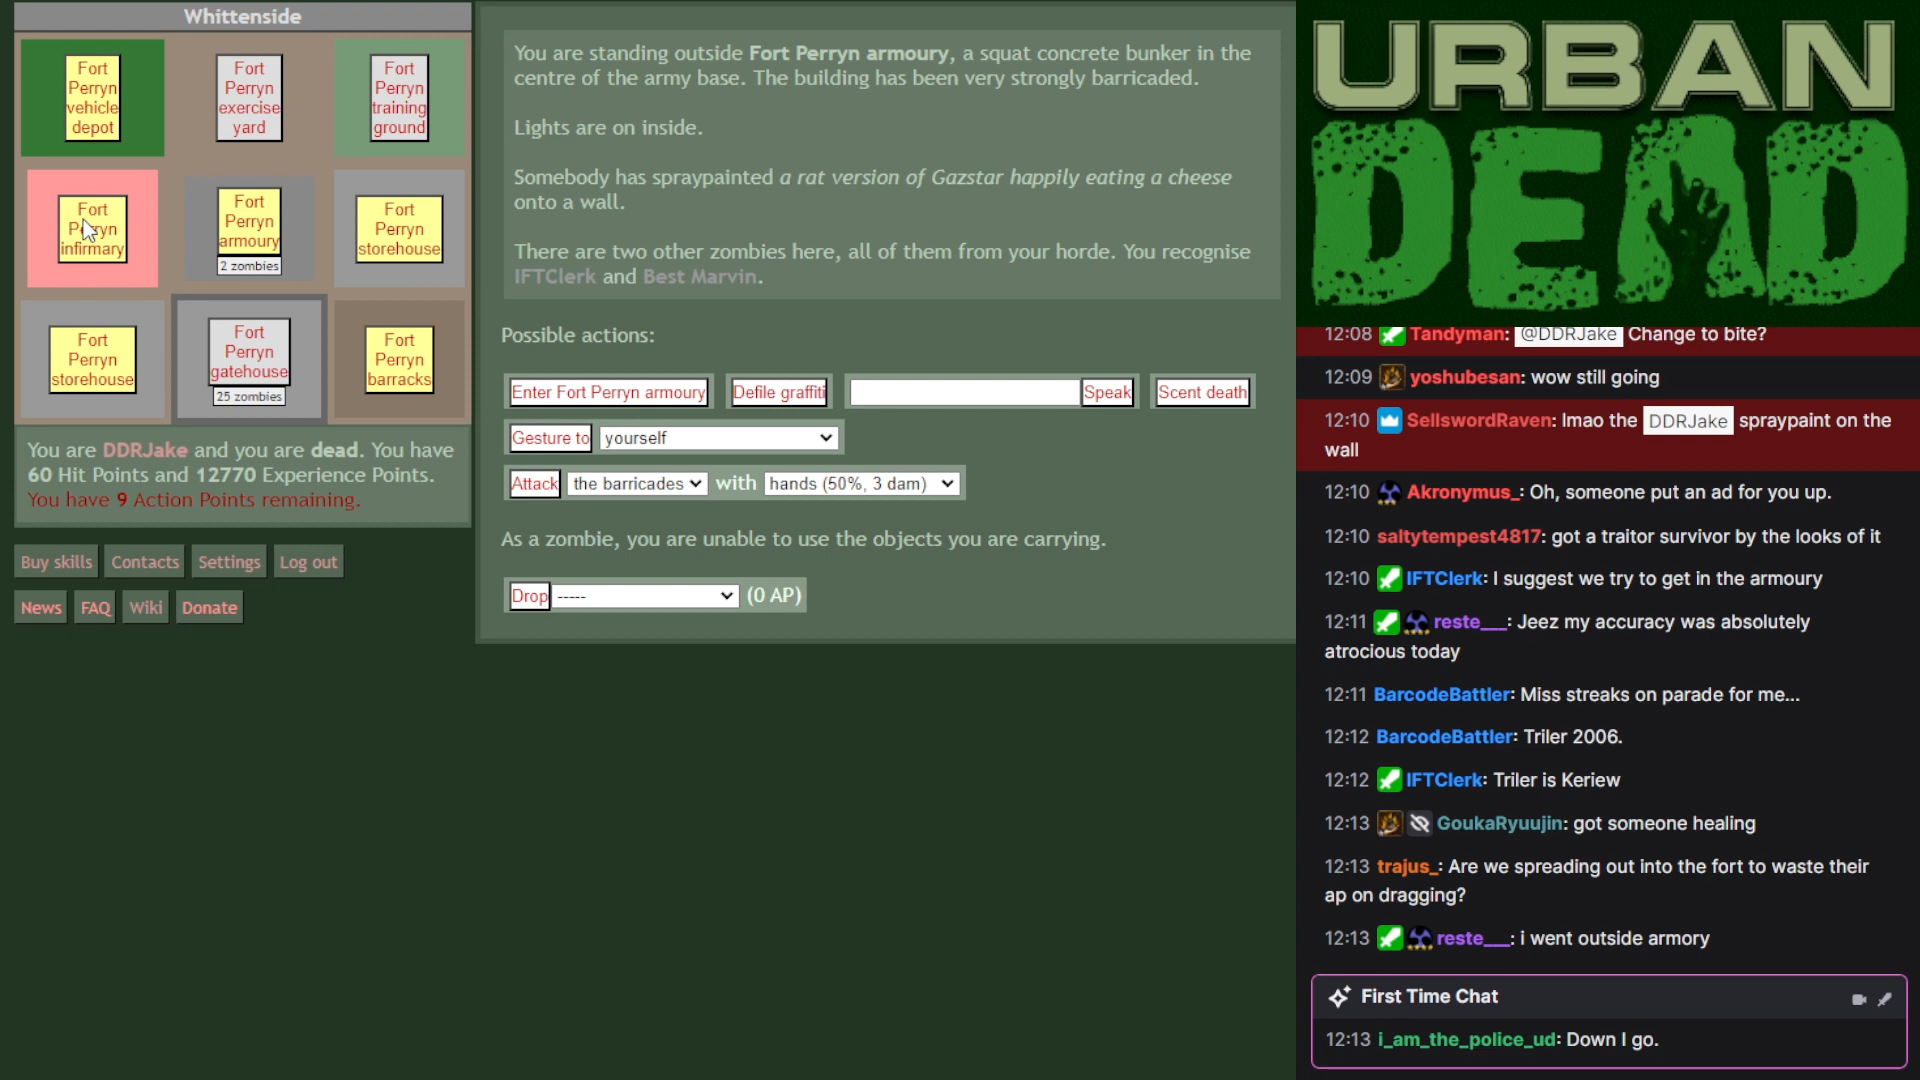 Whittenside
Fort Perryn vehicle depot
Fort Perryn exercise yard
Fort Perryn training ground
Fort Perryn infirmary
Fort Perryn armoury
2 zombies
Fort Perryn storehouse
Fort Perryn storehouse
Fort Perryn gatehouse
25 zombies
Fort Perryn barracks
You are DDRJake and you are dead. You have
60 Hit Points and 12770 Experience Points.
You have 9 Action Points remaining.
Buy skills Contacts Settings Log out
News FAQ Wiki Donate
You are standing outside Fort Perryn armoury, a squat concrete bunker in the
centre of the army base. The building has been very strongly barricaded.
Lights are on inside.
Somebody has spraypainted a rat version of Gazstar happily eating a cheese
onto a wall.
There are two other zombies here, all of them from your horde. You recognise
IFTClerk and Best Marvin.
Possible actions:
Enter Fort Perryn armoury Defile graffiti Speak Scent death
Gesture to yourself
Attack the barricades with hands (50%, 3 dam)
As a zombie, you are unable to use the objects you are carrying.
Drop ----- (0 AP)
URBAN
DEAD
12:08 Tandyman: @DDRJake Change to bite?
12:09 yoshubesan: wow still going
12:10 SellswordRaven: lmao the DDRJake spraypaint on the
wall
12:10 Akronymus_: Oh, someone put an ad for you up.
12:10 saltytempest4817: got a traitor survivor by the looks of it
12:10 IFTClerk: I suggest we try to get in the armoury
12:11 reste___: Jeez my accuracy was absolutely
atrocious today
12:11 BarcodeBattler: Miss streaks on parade for me...
12:12 BarcodeBattler: Triler 2006.
12:12 IFTClerk: Triler is Keriew
12:13 GoukaRyuujin: got someone healing
12:13 trajus_: Are we spreading out into the fort to waste their
ap on dragging?
12:13 reste___: i went outside armory
First Time Chat
12:13 i_am_the_police_ud: Down I go.